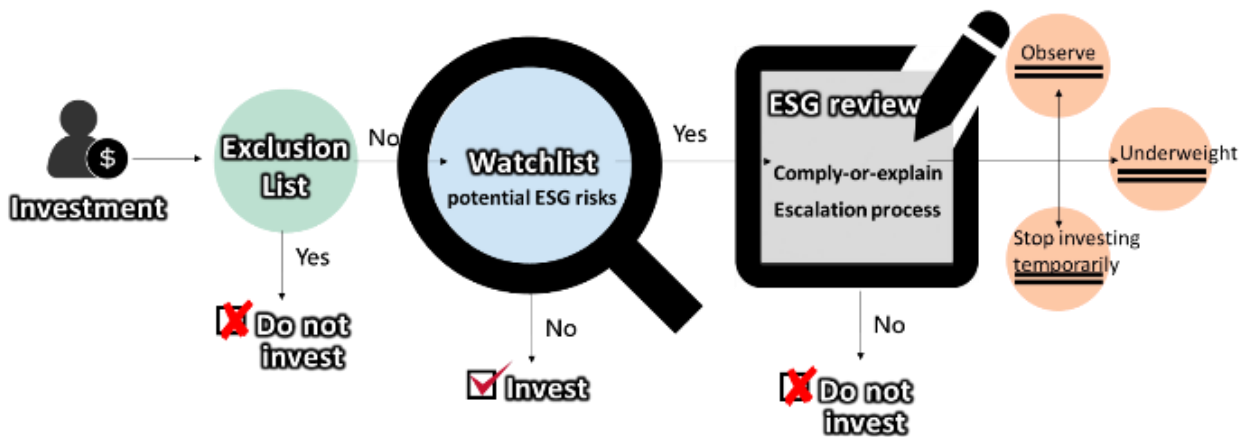 Investment
$
Exclusion
List
No
Yes
Do not
invest
Watchlist
potential ESG risks
No
Invest
Yes
ESG review
Comply-or-explain
Escalation process
No
Do not
invest
Observe
Underweight
Stop investing
temporarily